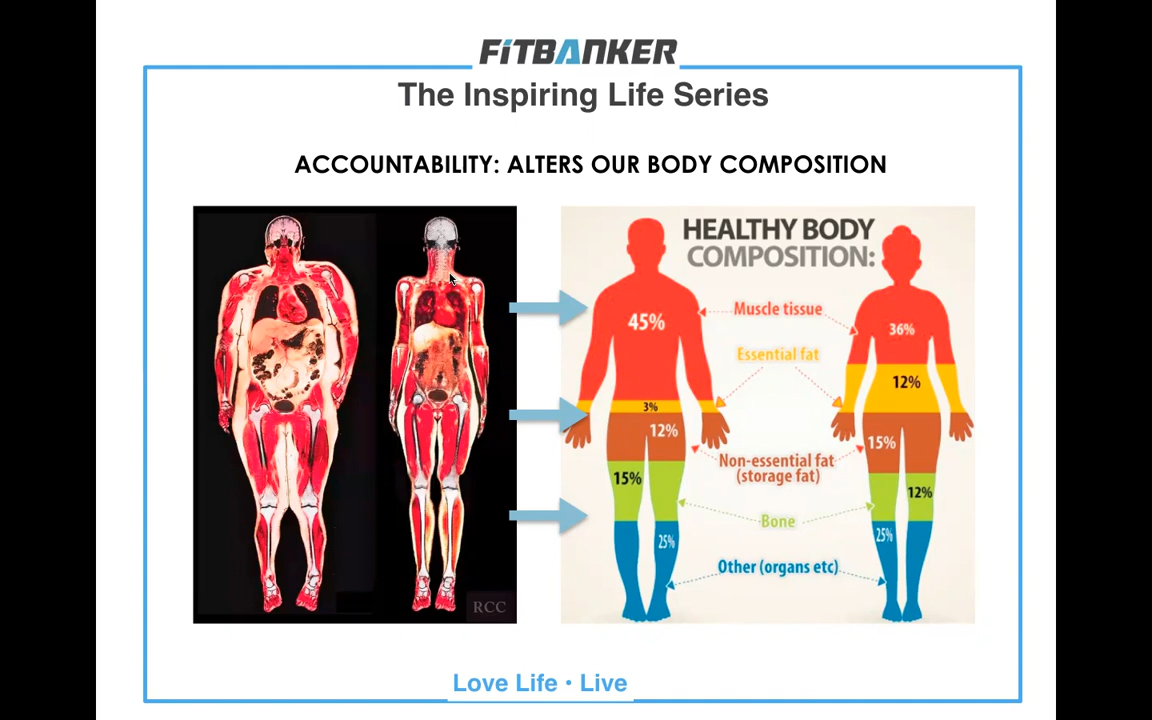 FiTBANKER
The Inspiring Life Series
ACCOUNTABILITY: ALTERS OUR BODY COMPOSITION
RCC
HEALTHY BODY
COMPOSITION:
45%
Muscle tissue
36%
Essential fat
12%
3%
12%
15%
Non-essential fat
(storage fat)
15%
12%
Bone
25%
25%
Other (organs etc)
Love Life • Live